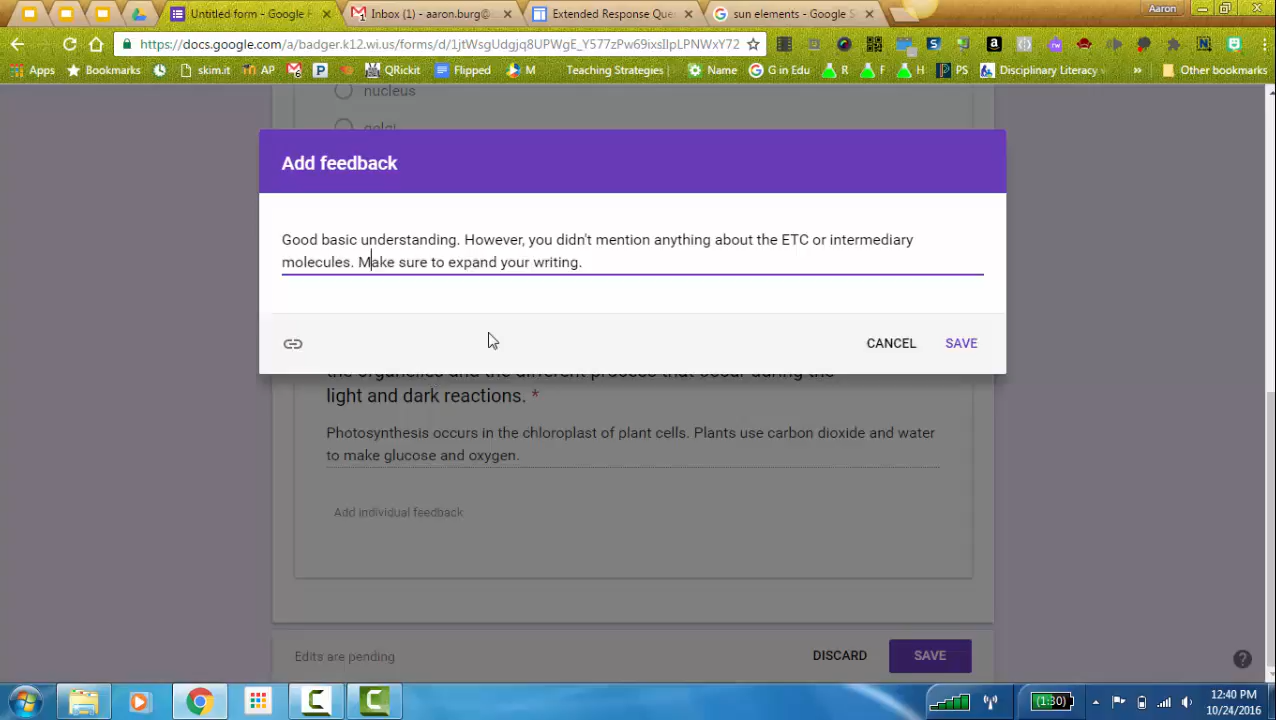 Untitled form - Google F
Inbox (1) - aaron.burg@
Extended Response Que
sun elements - Google S
Aaron
https://docs.google.com/a/badger.k12.wi.us/forms/d/1jtWsgUdgjq8UPWgE_Y577zPw69ixsIlpLPNWxY72
Apps
Bookmarks
skim.it
AP
QRickit
Flipped
M
Teaching Strategies
Name
G in Edu
R
F
H
PS
Disciplinary Literacy
»
Other bookmarks
nucleus
golgi
Add feedback
Good basic understanding. However, you didn't mention anything about the ETC or intermediary
molecules. Make sure to expand your writing.
CANCEL
SAVE
the organelles and the different process that occur during the
light and dark reactions. *
Photosynthesis occurs in the chloroplast of plant cells. Plants use carbon dioxide and water
to make glucose and oxygen.
Add individual feedback
Edits are pending
DISCARD
SAVE
(1:30)
12:40 PM
10/24/2016